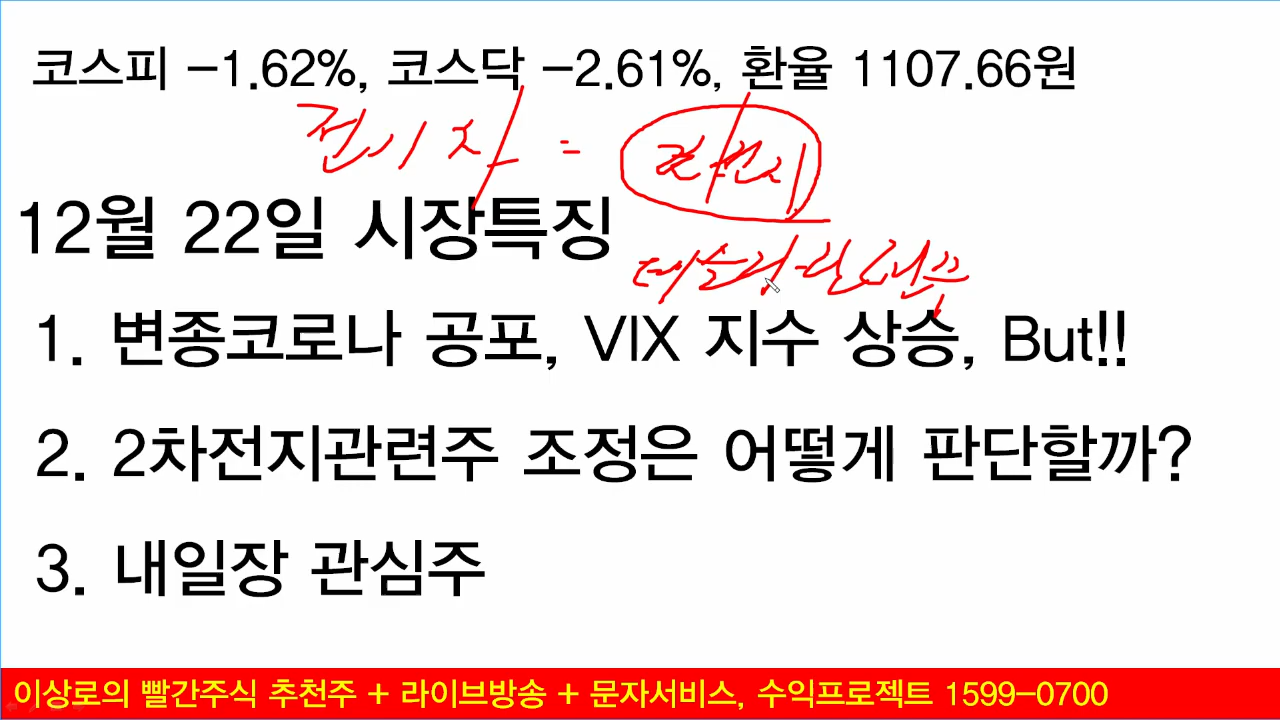 코스피 -1.62%, 코스닥 -2.61%, 환율 1107.66원
전기차 =
12월 22일 시장특징
1. 변종코로나 공포, VIX 지수 상승, But!!
2. 2차전지관련주 조정은 어떻게 판단할까?
3. 내일장 관심주
이상로의 빨간주식 추천주 + 라이브방송 + 문자서비스, 수익프로젝트 1599-0700